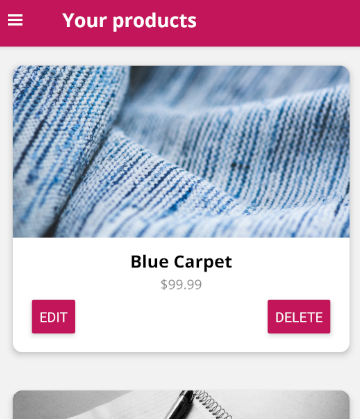 Your products
Blue Carpet
$99.99
EDIT
DELETE